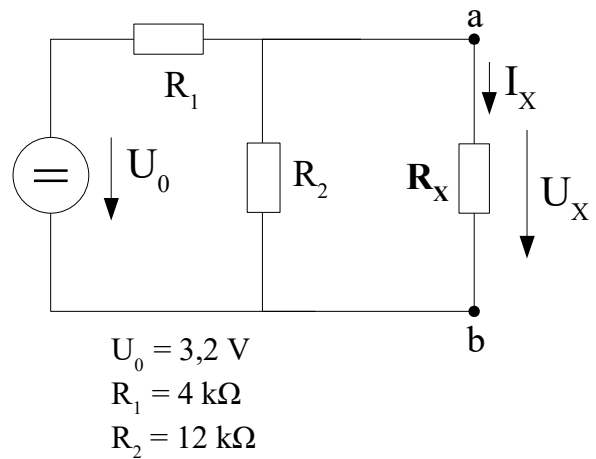 a
R₁
Iₓ
U₀
R₂
Rₓ
Uₓ
b
U₀ = 3,2 V
R₁ = 4 kΩ
R₂ = 12 kΩ